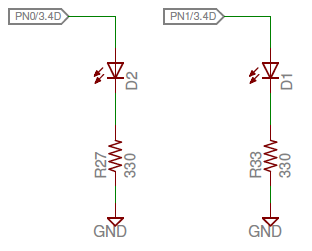 PN0/3.4D
PN1/3.4D
D2
D1
R27
330
R33
330
GND
GND